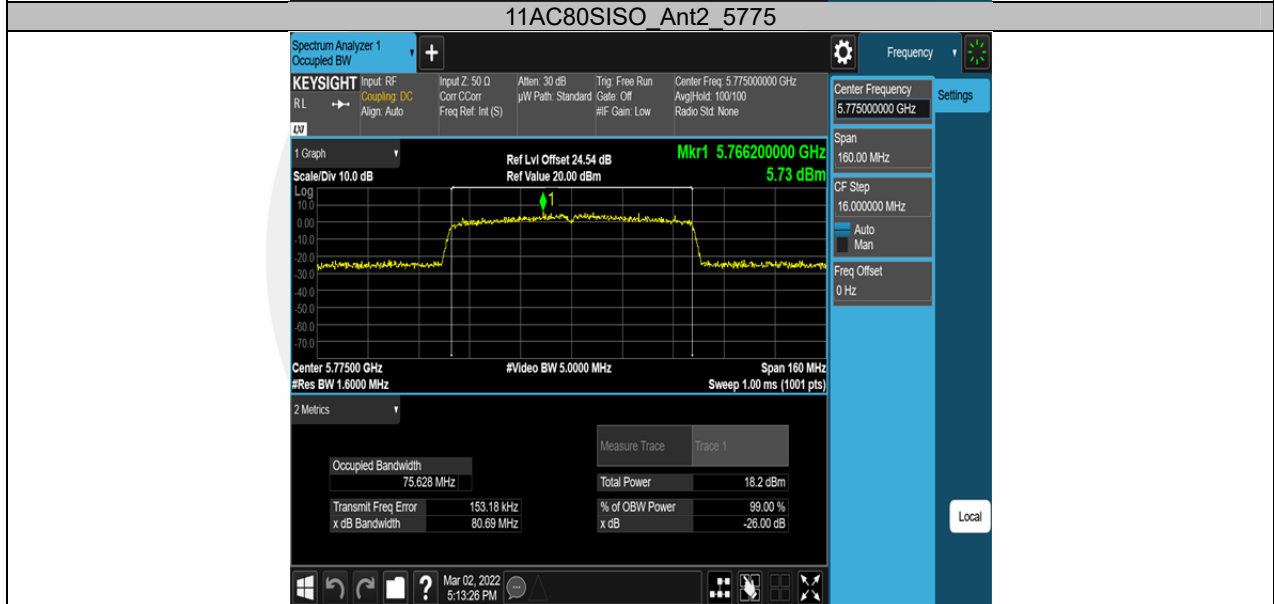 11AC80SISO_Ant2_5775
Spectrum Analyzer 1
Occupied BW
+
Frequency
KEYSIGHT
RL
LXI
Input: RF
Coupling: DC
Align: Auto
Input Z: 50 Ω
Corr CCorr
Freq Ref: Int (S)
Atten: 30 dB
µW Path: Standard
Trig: Free Run
Gate: Off
#IF Gain: Low
Center Freq: 5.775000000 GHz
Avg|Hold: 100/100
Radio Std: None
Center Frequency
5.775000000 GHz
Settings
Span
160.00 MHz
CF Step
16.000000 MHz
Auto
Man
Freq Offset
0 Hz
1 Graph
Scale/Div 10.0 dB
Ref Lvl Offset 24.54 dB
Ref Value 20.00 dBm
Mkr1 5.766200000 GHz
5.73 dBm
Log
10.0
0.00
-10.0
-20.0
-30.0
-40.0
-50.0
-60.0
-70.0
1
Center 5.77500 GHz
#Video BW 5.0000 MHz
Span 160 MHz
#Res BW 1.6000 MHz
Sweep 1.00 ms (1001 pts)
2 Metrics
Measure Trace
Trace 1
Occupied Bandwidth
75.628 MHz
Total Power
18.2 dBm
Transmit Freq Error
153.18 kHz
% of OBW Power
99.00 %
x dB Bandwidth
80.69 MHz
x dB
-26.00 dB
Local
?
Mar 02, 2022
5:13:26 PM